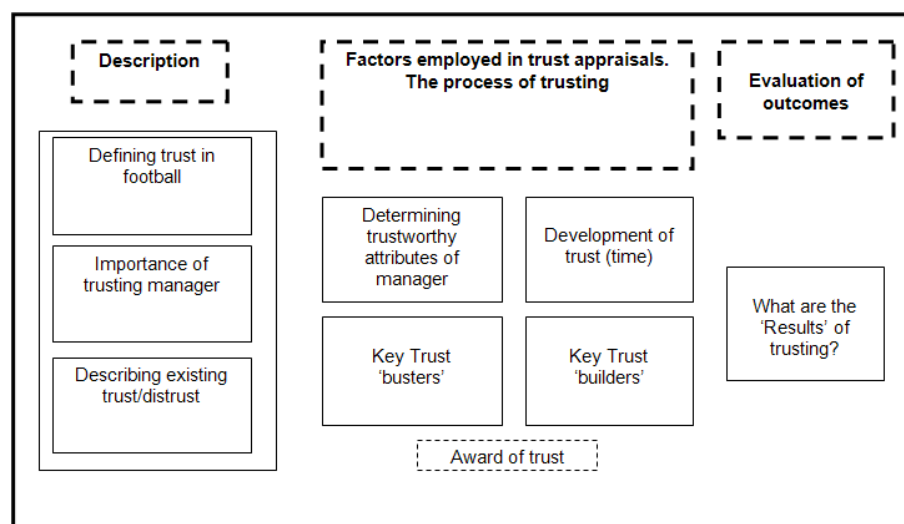 Description
Defining trust in
football
Importance of
trusting manager
Describing existing
trust/distrust
Factors employed in trust appraisals.
The process of trusting
Determining
trustworthy
attributes of
manager
Development of
trust (time)
Key Trust
‘busters’
Key Trust
‘builders’
Award of trust
Evaluation of
outcomes
What are the
‘Results’ of
trusting?